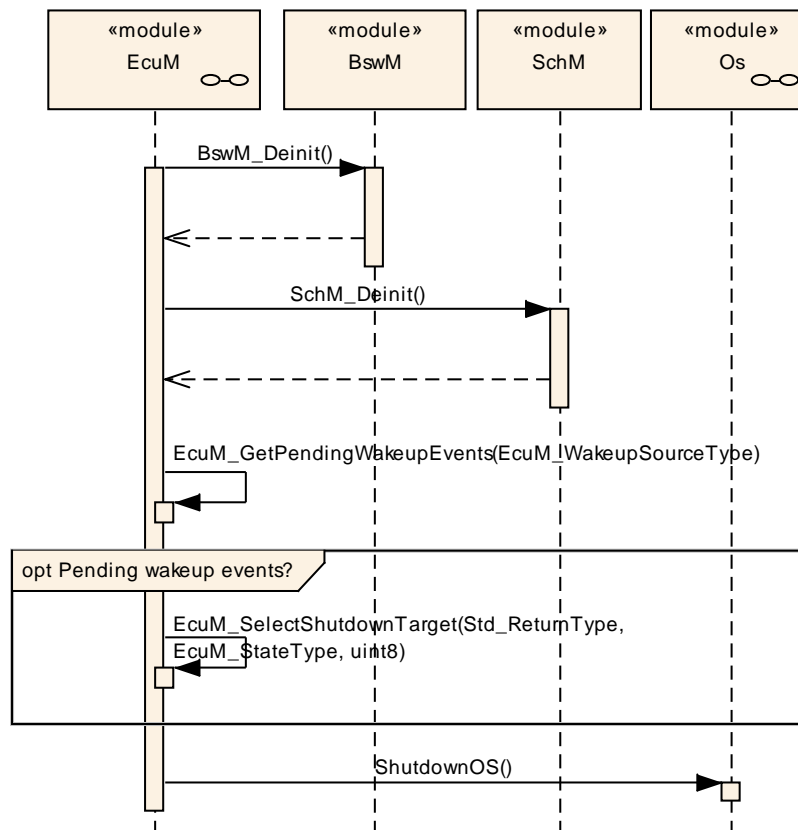 «module»
EcuM
«module»
BswM
«module»
SchM
«module»
Os
BswM_Deinit()
SchM_Deinit()
EcuM_GetPendingWakeupEvents(EcuM_WakeupSourceType)
opt Pending wakeup events?
EcuM_SelectShutdownTarget(Std_ReturnType,
EcuM_StateType, uint8)
ShutdownOS()